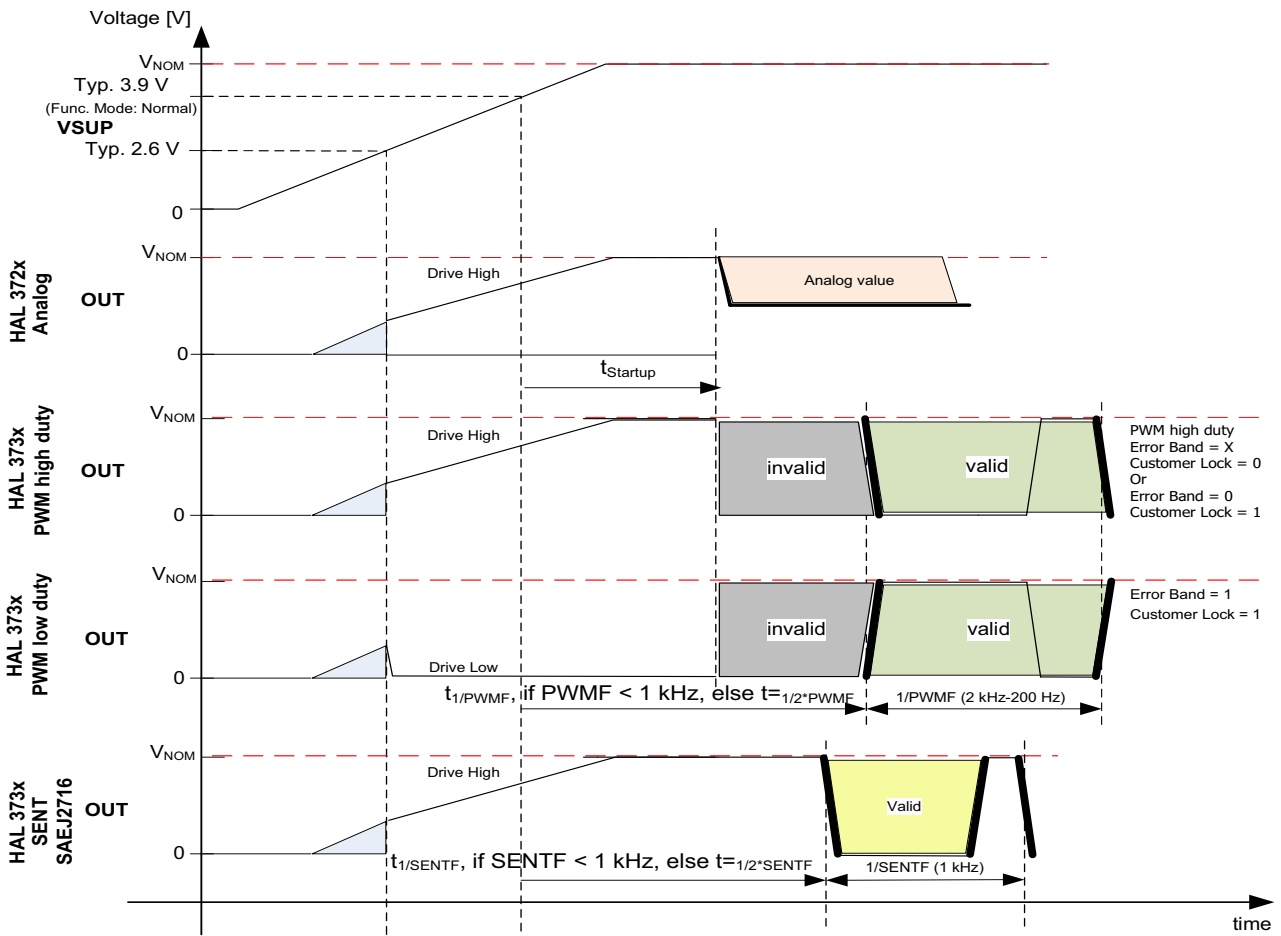 Voltage [V]
VNOM
Typ. 3.9 V
(Func. Mode: Normal)
VSUP
Typ. 2.6 V
0
HAL 372x
Analog
OUT
VNOM
Drive High
Analog value
0
tStartup
HAL 373x
PWM high duty
OUT
VNOM
Drive High
invalid
valid
0
PWM high duty
Error Band = X
Customer Lock = 0
Or
Error Band = 0
Customer Lock = 1
HAL 373x
PWM low duty
OUT
VNOM
invalid
valid
Error Band = 1
Customer Lock = 1
0
Drive Low
t1/PWMF, if PWMF < 1 kHz, else t=1/2*PWMF
1/PWMF (2 kHz-200 Hz)
HAL 373x
SENT
SAEJ2716
OUT
VNOM
Drive High
Valid
0
t1/SENTF, if SENTF < 1 kHz, else t=1/2*SENTF
1/SENTF (1 kHz)
time